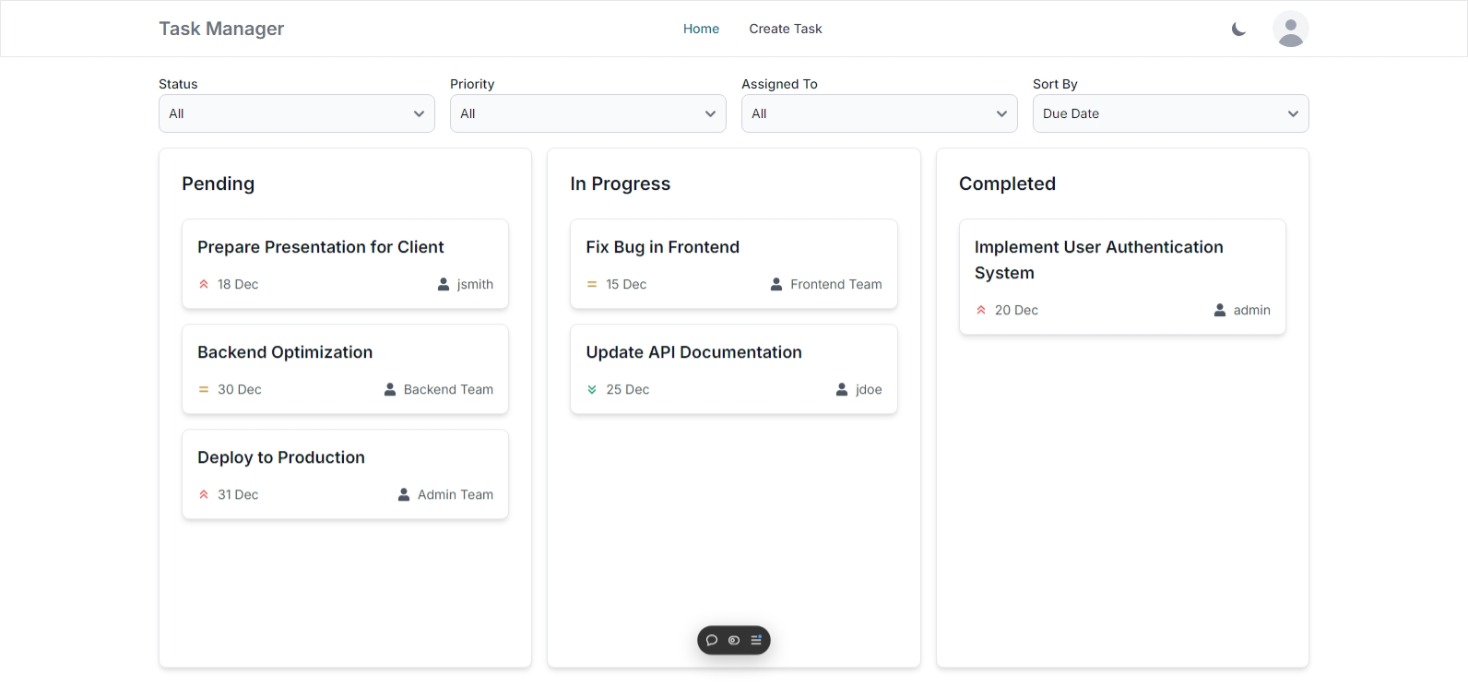 Task Manager
Home
Create Task
Status
Priority
Assigned To
Sort By
All
All
All
Due Date
Pending
Prepare Presentation for Client
18 Dec
jsmith
Backend Optimization
30 Dec
Backend Team
Deploy to Production
31 Dec
Admin Team
In Progress
Fix Bug in Frontend
15 Dec
Frontend Team
Update API Documentation
25 Dec
jdoe
Completed
Implement User Authentication
System
20 Dec
admin